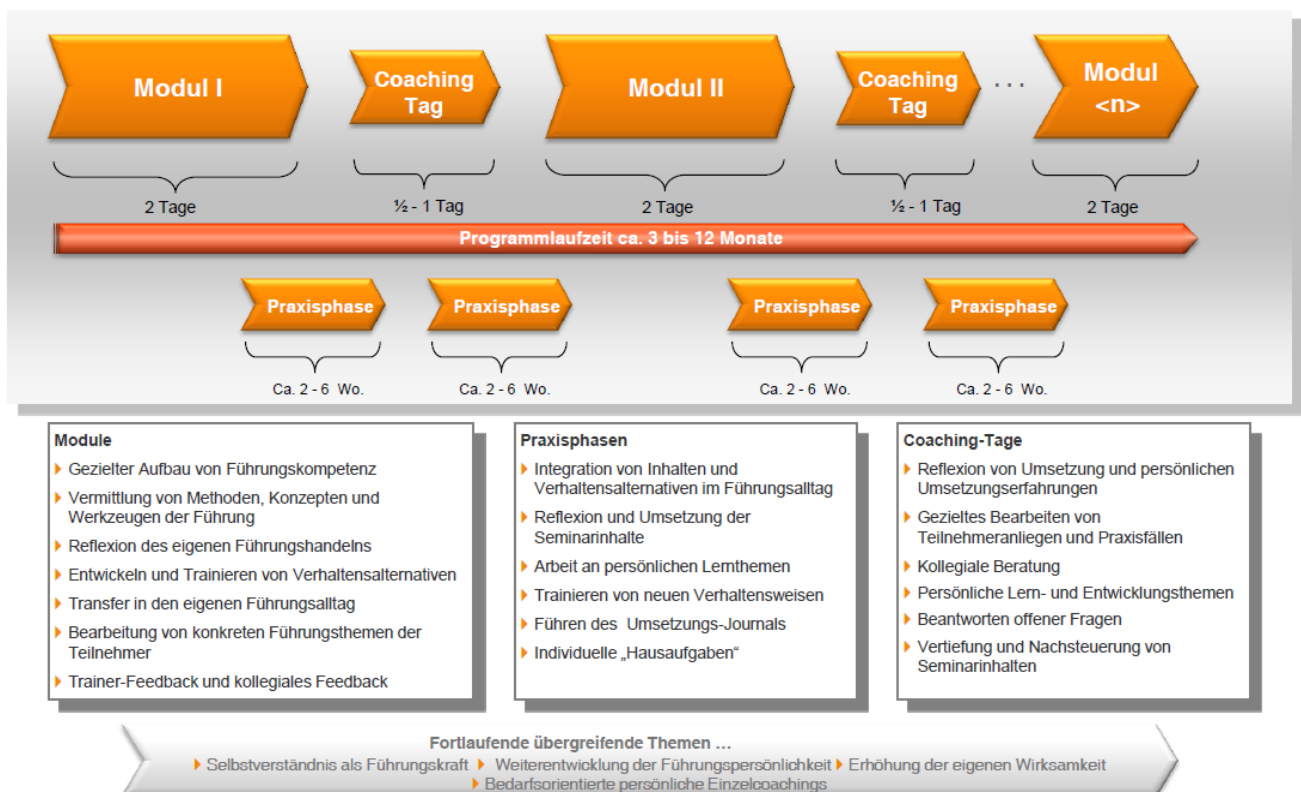 Modul I
Coaching
Tag
Modul II
Coaching
Tag
. . .
Modul
<n>
2 Tage
½ - 1 Tag
2 Tage
½ - 1 Tag
2 Tage
Programmlaufzeit ca. 3 bis 12 Monate
Praxisphase
Praxisphase
Praxisphase
Praxisphase
Ca. 2 - 6 Wo.
Ca. 2 - 6 Wo.
Ca. 2 - 6 Wo.
Ca. 2 - 6 Wo.
Module
Gezielter Aufbau von Führungskompetenz
Vermittlung von Methoden, Konzepten und
Werkzeugen der Führung
Reflexion des eigenen Führungshandelns
Entwickeln und Trainieren von Verhaltensalternativen
Transfer in den eigenen Führungsalltag
Bearbeitung von konkreten Führungsthemen der
Teilnehmer
Trainer-Feedback und kollegiales Feedback
Praxisphasen
Integration von Inhalten und
Verhaltensalternativen im Führungsalltag
Reflexion und Umsetzung der
Seminarinhalte
Arbeit an persönlichen Lernthemen
Trainieren von neuen Verhaltensweisen
Führen des Umsetzungs-Journals
Individuelle „Hausaufgaben“
Coaching-Tage
Reflexion von Umsetzung und persönlichen
Umsetzungserfahrungen
Gezieltes Bearbeiten von
Teilnehmeranliegen und Praxisfällen
Kollegiale Beratung
Persönliche Lern- und Entwicklungsthemen
Beantworten offener Fragen
Vertiefung und Nachsteuerung von
Seminarinhalten
Fortlaufende übergreifende Themen …
Selbstverständnis als Führungskraft Weiterentwicklung der Führungspersönlichkeit Erhöhung der eigenen Wirksamkeit
Bedarfsorientierte persönliche Einzelcoachings